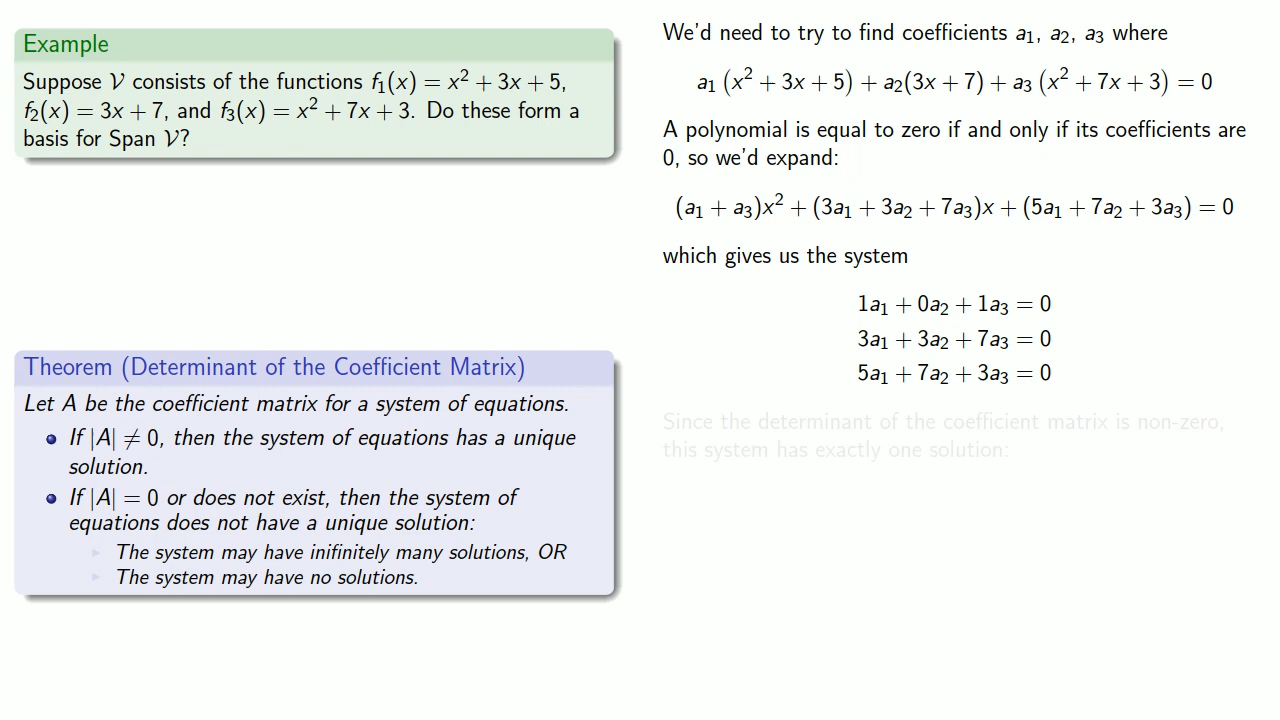 Example
Suppose 𝒱 consists of the functions f₁(x) = x² + 3x + 5,
f₂(x) = 3x + 7, and f₃(x) = x² + 7x + 3. Do these form a
basis for Span 𝒱?
Theorem (Determinant of the Coefficient Matrix)
Let A be the coefficient matrix for a system of equations.
If |A| ≠ 0, then the system of equations has a unique
solution.
If |A| = 0 or does not exist, then the system of
equations does not have a unique solution:
The system may have inifinitely many solutions, OR
The system may have no solutions.
We'd need to try to find coefficients a₁, a₂, a₃ where
a₁ (x² + 3x + 5) + a₂(3x + 7) + a₃ (x² + 7x + 3) = 0
A polynomial is equal to zero if and only if its coefficients are
0, so we'd expand:
(a₁ + a₃)x² + (3a₁ + 3a₂ + 7a₃)x + (5a₁ + 7a₂ + 3a₃) = 0
which gives us the system
1a₁ + 0a₂ + 1a₃ = 0
3a₁ + 3a₂ + 7a₃ = 0
5a₁ + 7a₂ + 3a₃ = 0
Since the determinant of the coefficient matrix is non-zero,
this system has exactly one solution: